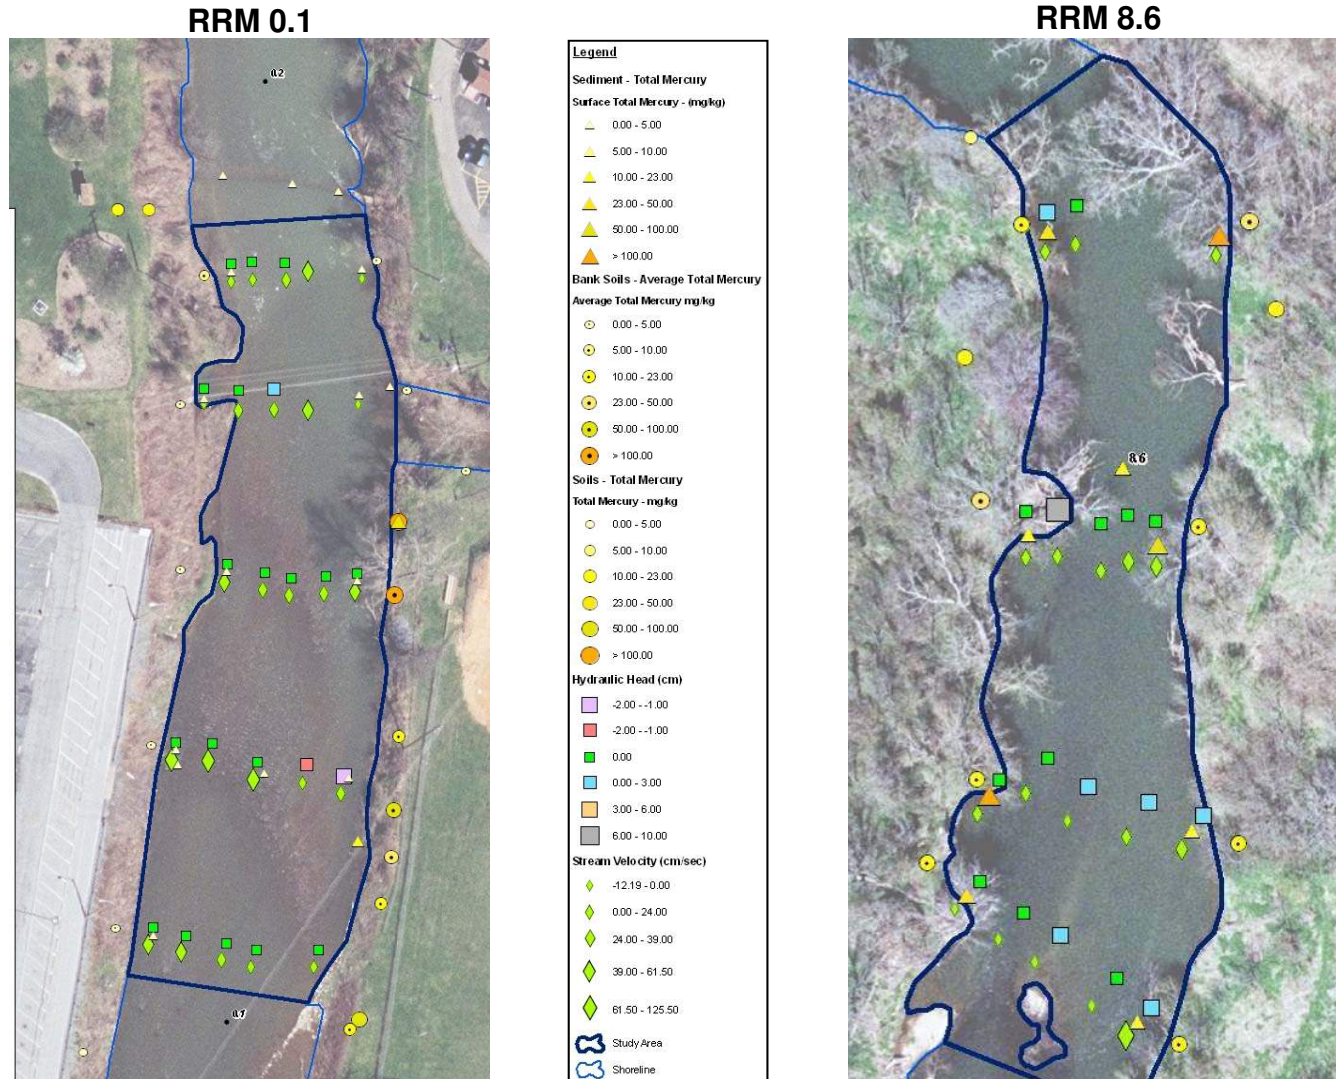 RRM 0.1
RRM 8.6
0.2
0.1
Legend
Sediment - Total Mercury
Surface Total Mercury - (mg/kg)
0.00 - 5.00
5.00 - 10.00
10.00 - 23.00
23.00 - 50.00
50.00 - 100.00
> 100.00
Bank Soils - Average Total Mercury
Average Total Mercury mg/kg
0.00 - 5.00
5.00 - 10.00
10.00 - 23.00
23.00 - 50.00
50.00 - 100.00
> 100.00
Soils - Total Mercury
Total Mercury - mg/kg
0.00 - 5.00
5.00 - 10.00
10.00 - 23.00
23.00 - 50.00
50.00 - 100.00
> 100.00
Hydraulic Head (cm)
-2.00 - -1.00
-2.00 - -1.00
0.00
0.00 - 3.00
3.00 - 6.00
6.00 - 10.00
Stream Velocity (cm/sec)
-12.19 - 0.00
0.00 - 24.00
24.00 - 39.00
39.00 - 61.50
61.50 - 125.50
Study Area
Shoreline
8.6